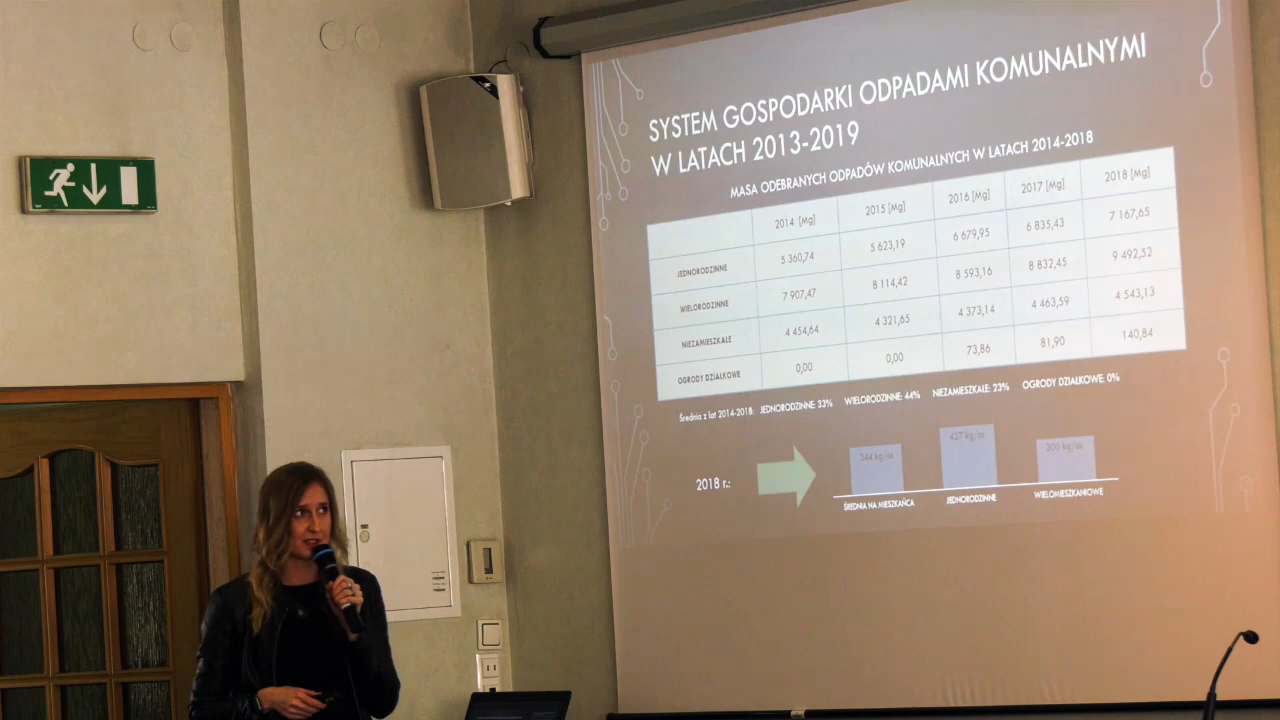 SYSTEM GOSPODARKI ODPADAMI KOMUNALNYMI
W LATACH 2013-2019
MASA ODEBRANYCH ODPADÓW KOMUNALNYCH W LATACH 2014-2018
2014 [Mg] 2015 [Mg] 2016 [Mg] 2017 [Mg] 2018 [Mg]
JEDNORODZINNE 5 360,74 5 623,19 6 679,95 6 835,43 7 167,65
WIELORODZINNE 7 907,47 8 114,42 8 593,16 8 832,45 9 492,52
NIEZAMIESZKAŁE 4 454,64 4 321,65 4 373,14 4 463,59 4 543,13
OGRODY DZIAŁKOWE 0,00 0,00 73,86 81,90 140,84
Średnia z lat 2014-2018: JEDNORODZINNE: 33% WIELORODZINNE: 44% NIEZAMIESZKAŁE: 23% OGRODY DZIAŁKOWE: 0%
2018 r.:
344 kg/os 427 kg/os 300 kg/os
ŚREDNIA NA MIESZKAŃCA JEDNORODZINNE WIELOMIESZKANIOWE